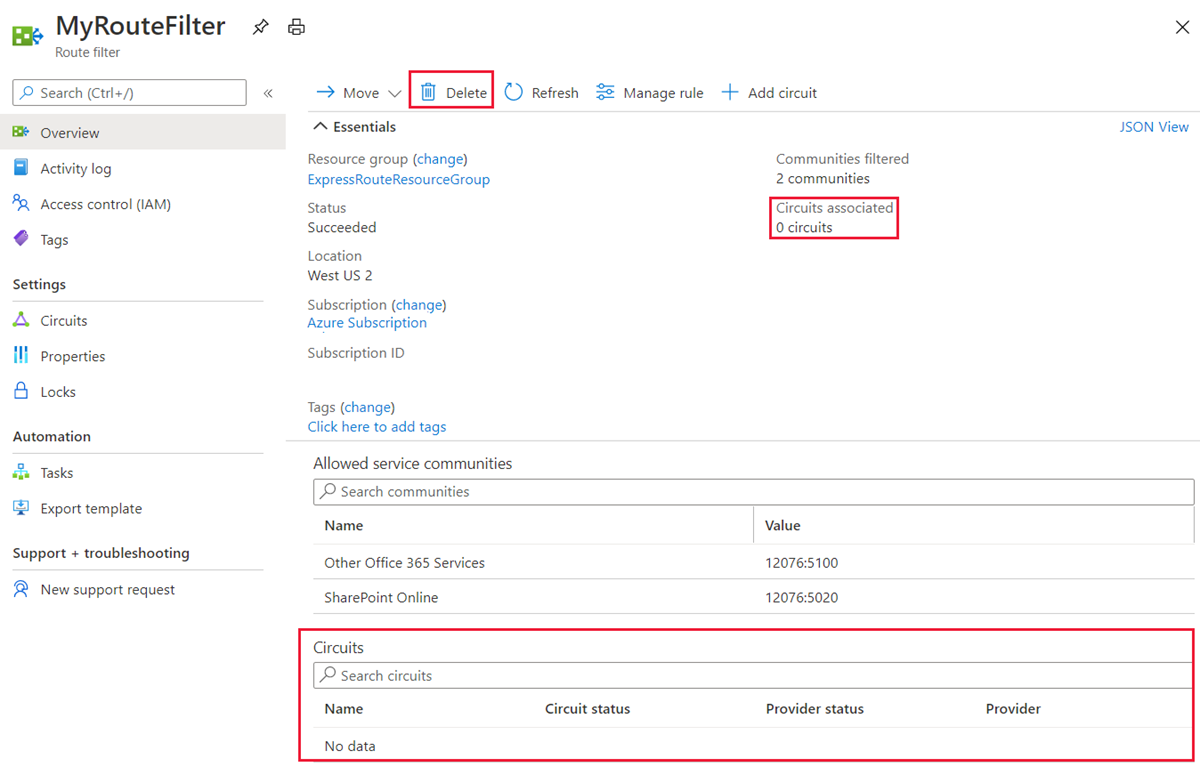 MyRouteFilter
Route filter
Search (Ctrl+/)
«
Overview
Activity log
Access control (IAM)
Tags
Settings
Circuits
Properties
Locks
Automation
Tasks
Export template
Support + troubleshooting
New support request
Move
Delete
Refresh
Manage rule
Add circuit
Essentials
JSON View
Resource group (change)
ExpressRouteResourceGroup
Status
Succeeded
Location
West US 2
Subscription (change)
Azure Subscription
Subscription ID
Tags (change)
Click here to add tags
Communities filtered
2 communities
Circuits associated
0 circuits
Allowed service communities
Search communities
Name Value
Other Office 365 Services 12076:5100
SharePoint Online 12076:5020
Circuits
Search circuits
Name Circuit status Provider status Provider
No data